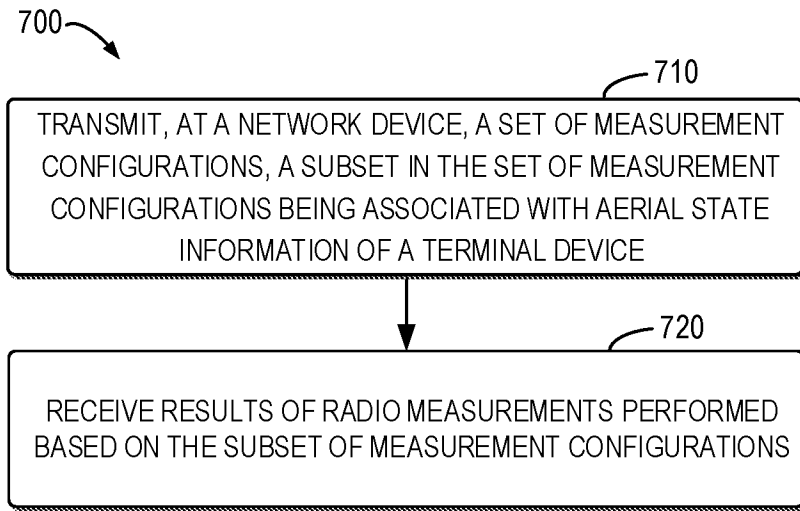 700
710
TRANSMIT, AT A NETWORK DEVICE, A SET OF MEASUREMENT
CONFIGURATIONS, A SUBSET IN THE SET OF MEASUREMENT
CONFIGURATIONS BEING ASSOCIATED WITH AERIAL STATE
INFORMATION OF A TERMINAL DEVICE
720
RECEIVE RESULTS OF RADIO MEASUREMENTS PERFORMED
BASED ON THE SUBSET OF MEASUREMENT CONFIGURATIONS